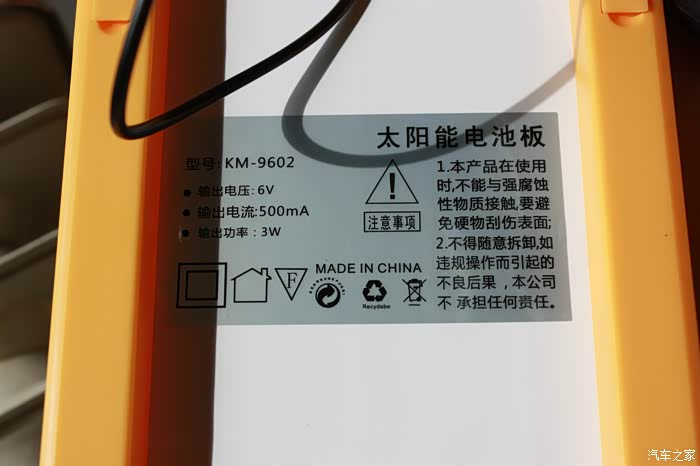 太阳能电池板
型号: KM-9602
输出电压: 6V
输出电流: 500mA
输出功率: 3W
注意事项
1.本产品在使用
时,不能与强腐蚀
性物质接触,要避
免硬物刮伤表面;
2.不得随意拆卸,如
违规操作而引起的
不良后果,本公司
不承担任何责任。
F
MADE IN CHINA
Recydabe
汽车之家